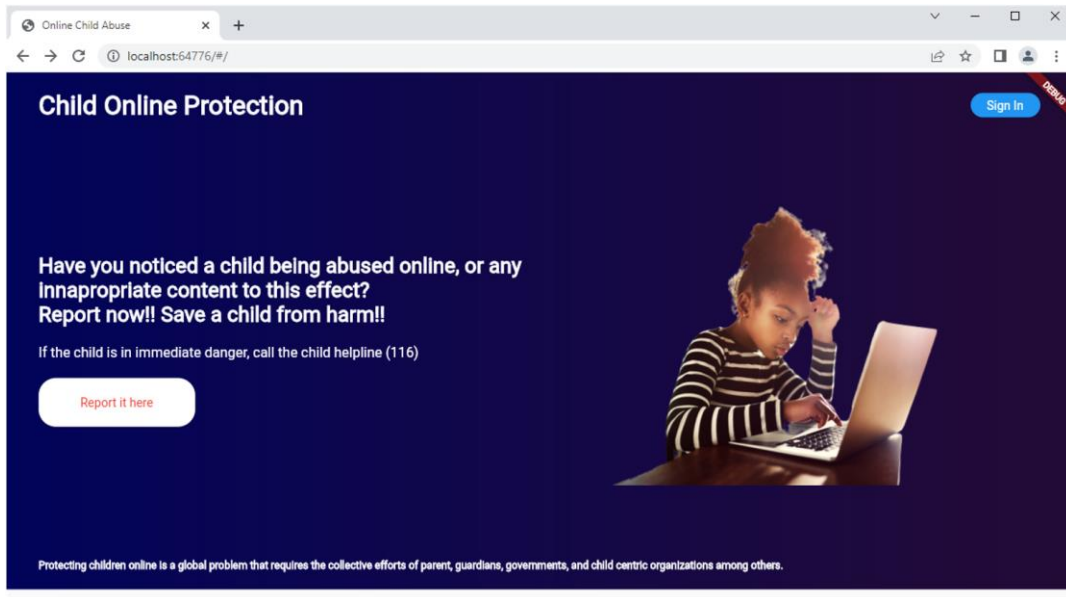 Online Child Abuse
localhost:64776/#/
DEBUG
Child Online Protection
Sign In
Have you noticed a child being abused online, or any
innapropriate content to this effect?
Report now!! Save a child from harm!!
If the child is in immediate danger, call the child helpline (116)
Report it here
Protecting children online is a global problem that requires the collective efforts of parent, guardians, governments, and child centric organizations among others.